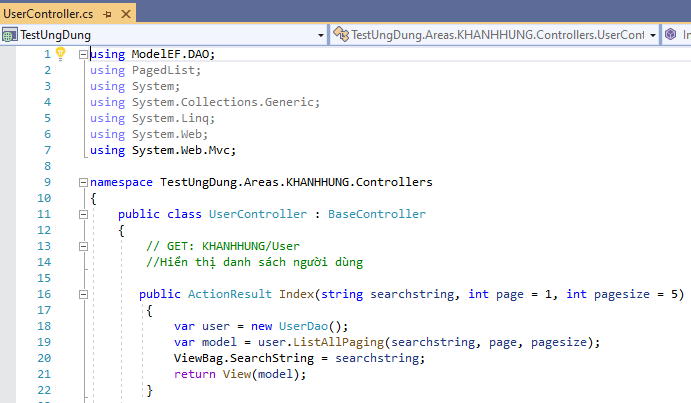 UserController.cs
TestUngDung TestUngDung.Areas.KHANHHUNG.Controllers.UserCont In
1 using ModelEF.DAO;
2 using PagedList;
3 using System;
4 using System.Collections.Generic;
5 using System.Linq;
6 using System.Web;
7 using System.Web.Mvc;
8
9 namespace TestUngDung.Areas.KHANHHUNG.Controllers
10 {
11 public class UserController : BaseController
12 {
13 // GET: KHANHHUNG/User
14 //Hiển thị danh sách người dùng
15
16 public ActionResult Index(string searchstring, int page = 1, int pagesize = 5)
17 {
18 var user = new UserDao();
19 var model = user.ListAllPaging(searchstring, page, pagesize);
20 ViewBag.SearchString = searchstring;
21 return View(model);
22 }